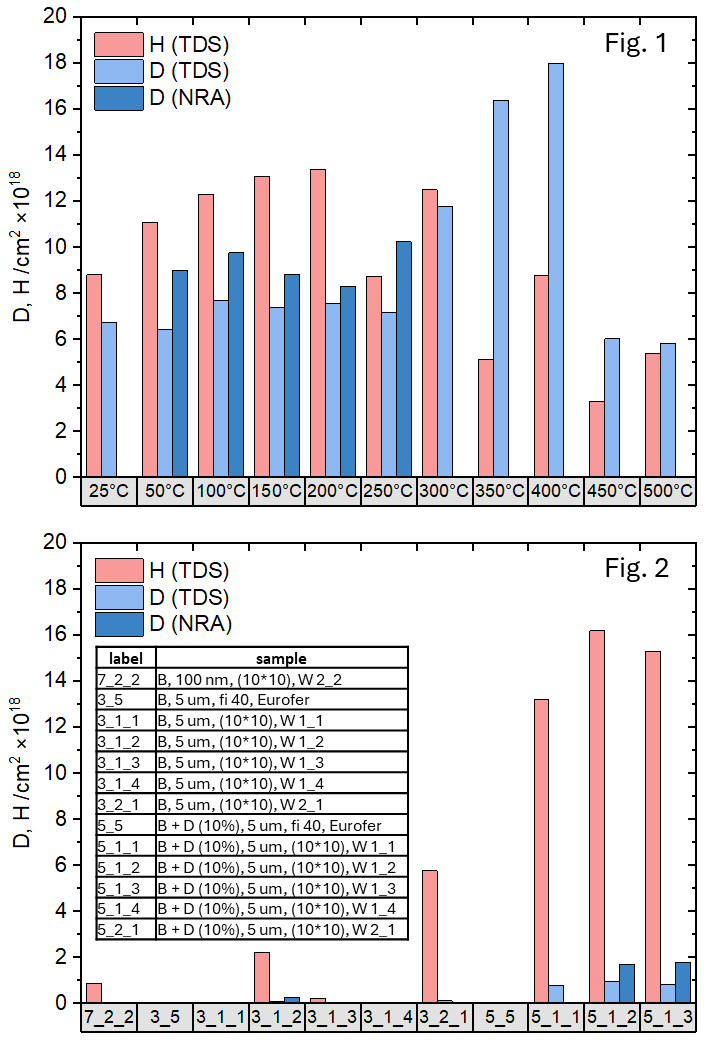 20
18
16
14
12
10
8
6
4
2
0
D, H /cm² ×10¹⁸
H (TDS)
D (TDS)
D (NRA)
Fig. 1
25°C 50°C 100°C 150°C 200°C 250°C 300°C 350°C 400°C 450°C 500°C
20
18
16
14
12
10
8
6
4
2
0
D, H /cm² ×10¹⁸
H (TDS)
D (TDS)
D (NRA)
Fig. 2
label sample
7_2_2 B, 100 nm, (10*10), W 2_2
3_5 B, 5 um, fi 40, Eurofer
3_1_1 B, 5 um, (10*10), W 1_1
3_1_2 B, 5 um, (10*10), W 1_2
3_1_3 B, 5 um, (10*10), W 1_3
3_1_4 B, 5 um, (10*10), W 1_4
3_2_1 B, 5 um, (10*10), W 2_1
5_5 B + D (10%), 5 um, fi 40, Eurofer
5_1_1 B + D (10%), 5 um, (10*10), W 1_1
5_1_2 B + D (10%), 5 um, (10*10), W 1_2
5_1_3 B + D (10%), 5 um, (10*10), W 1_3
5_1_4 B + D (10%), 5 um, (10*10), W 1_4
5_2_1 B + D (10%), 5 um, (10*10), W 2_1
7_2_2 3_5 3_1_1 3_1_2 3_1_3 3_1_4 3_2_1 5_5 5_1_1 5_1_2 5_1_3